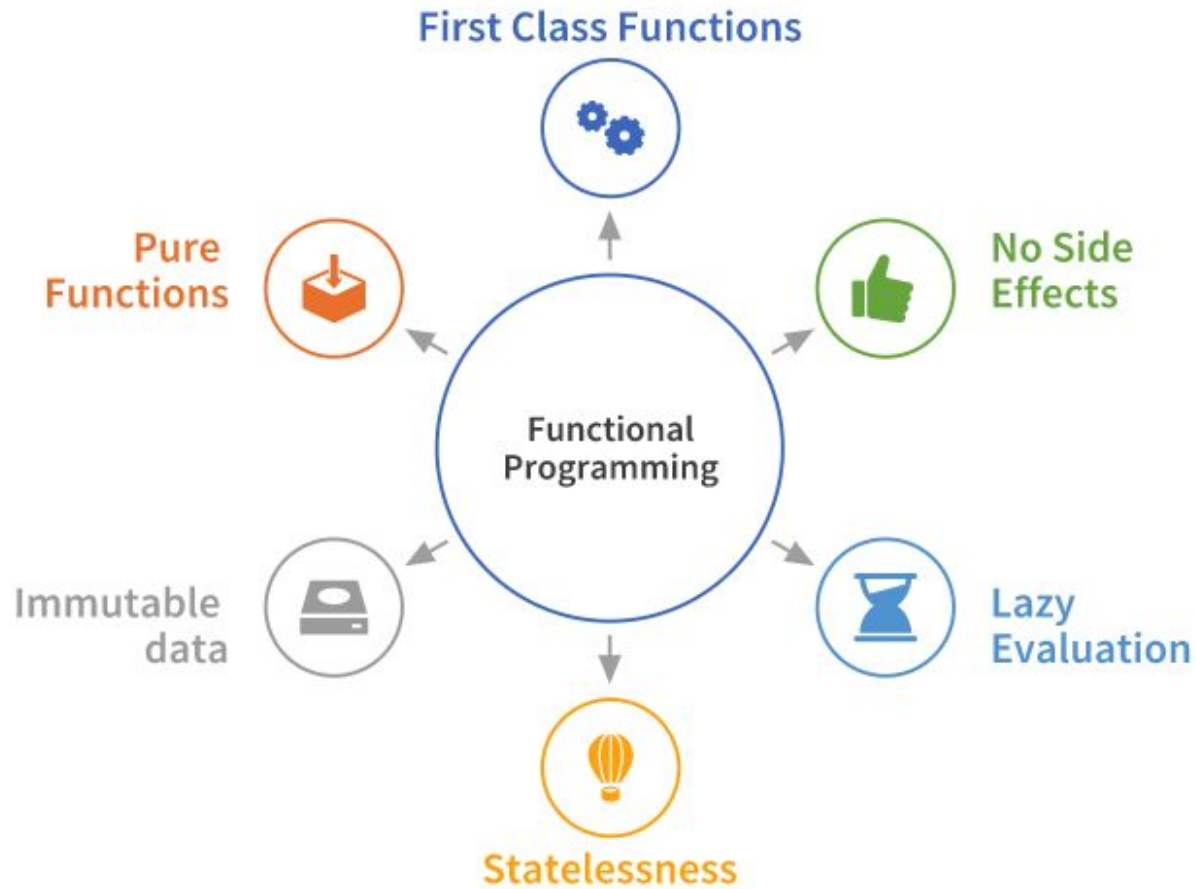 First Class Functions
Pure
Functions
No Side
Effects
Functional
Programming
Immutable
data
Lazy
Evaluation
Statelessness